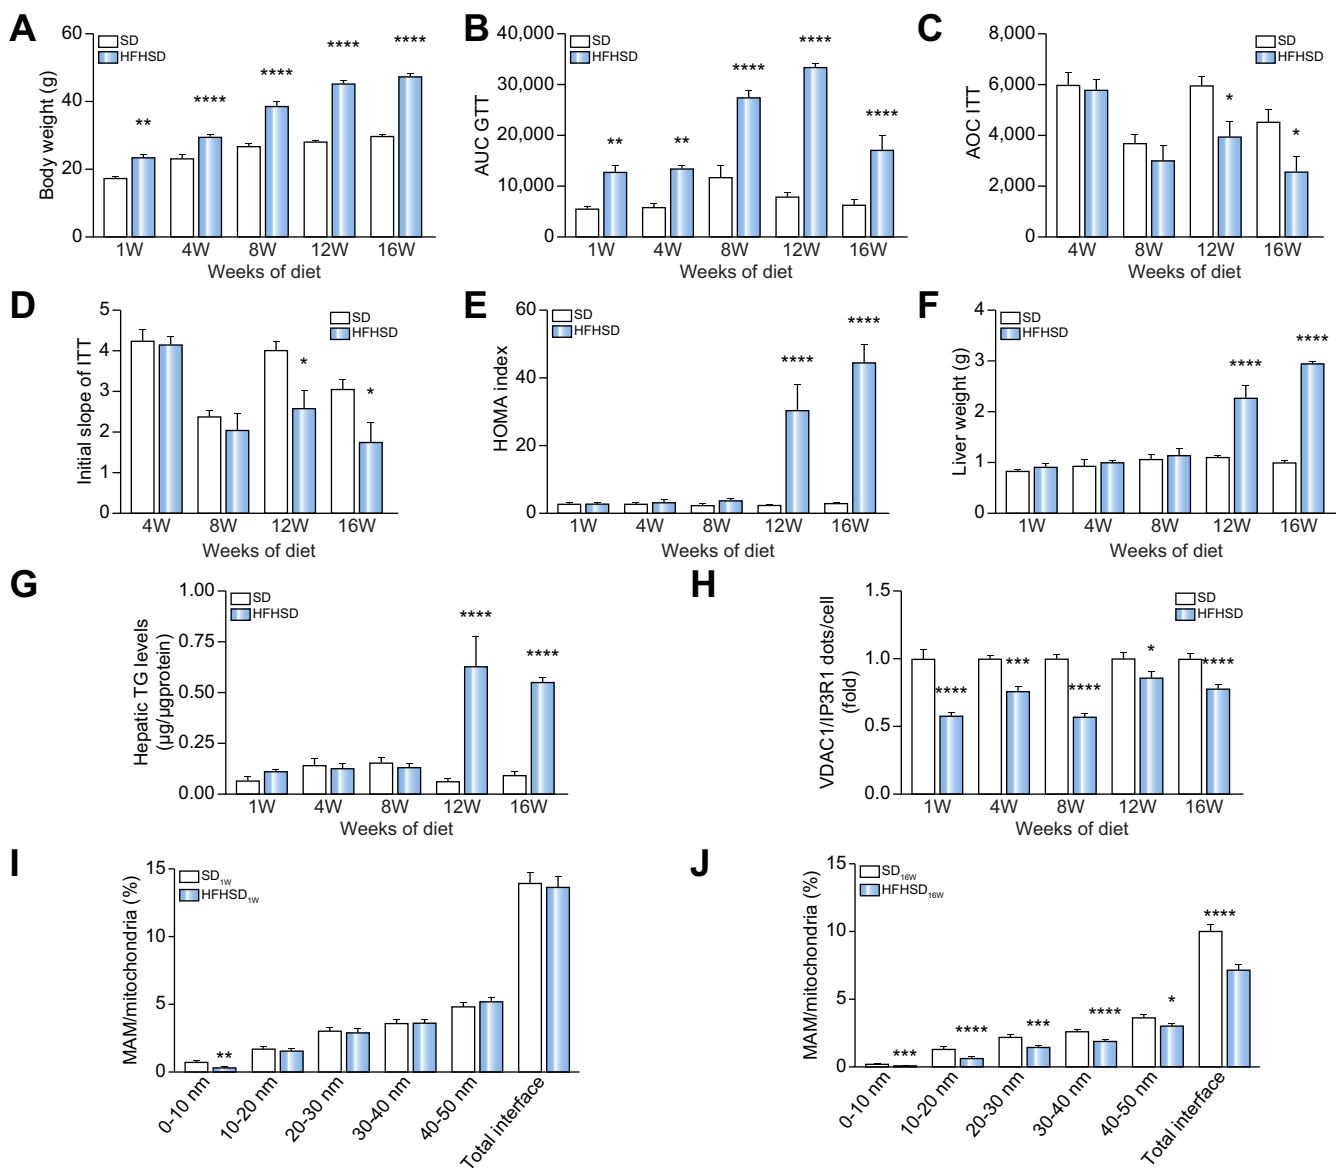 A
Body weight (g)
60
40
20
0
SD
HFHSD
**
****
****
****
****
1W 4W 8W 12W 16W
Weeks of diet
B
AUC GTT
40,000
30,000
20,000
10,000
0
SD
HFHSD
**
**
****
****
****
1W 4W 8W 12W 16W
Weeks of diet
C
AOC ITT
8,000
6,000
4,000
2,000
0
SD
HFHSD
*
*
4W 8W 12W 16W
Weeks of diet
D
Initial slope of ITT
5
4
3
2
1
0
SD
HFHSD
*
*
4W 8W 12W 16W
Weeks of diet
E
HOMA index
60
40
20
0
SD
HFHSD
****
****
1W 4W 8W 12W 16W
Weeks of diet
F
Liver weight (g)
4
3
2
1
0
SD
HFHSD
****
****
1W 4W 8W 12W 16W
Weeks of diet
G
Hepatic TG levels
(µg/µgprotein)
1.00
0.75
0.50
0.25
0.00
SD
HFHSD
****
****
1W 4W 8W 12W 16W
Weeks of diet
H
VDAC1/IP3R1 dots/cell
(fold)
1.5
1.0
0.5
0.0
SD
HFHSD
****
***
****
*
****
1W 4W 8W 12W 16W
Weeks of diet
I
MAM/mitochondria (%)
15
10
5
0
SD1W
HFHSD1W
**
0-10 nm
10-20 nm
20-30 nm
30-40 nm
40-50 nm
Total interface
J
MAM/mitochondria (%)
15
10
5
0
SD16W
HFHSD16W
***
****
***
****
*
****
0-10 nm
10-20 nm
20-30 nm
30-40 nm
40-50 nm
Total interface